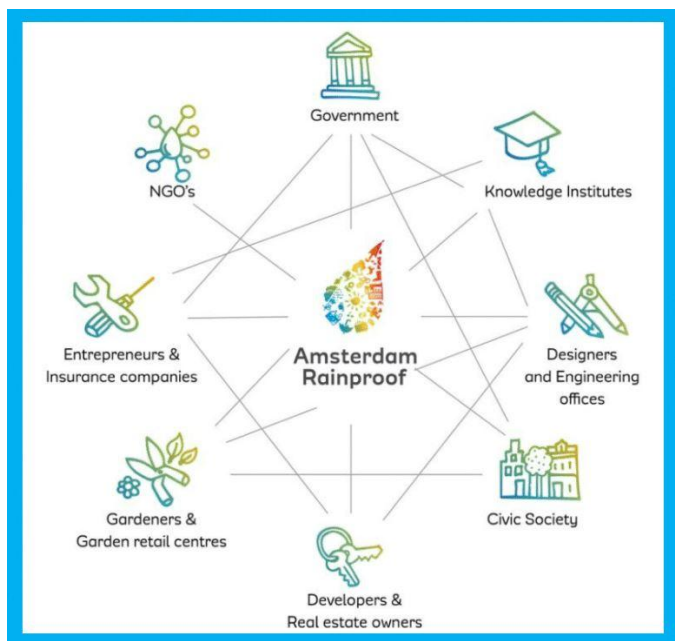 Government
NGO's
Knowledge Institutes
Entrepreneurs &
Insurance companies
Amsterdam
Rainproof
Designers
and Engineering
offices
Gardeners &
Garden retail centres
Civic Society
Developers &
Real estate owners